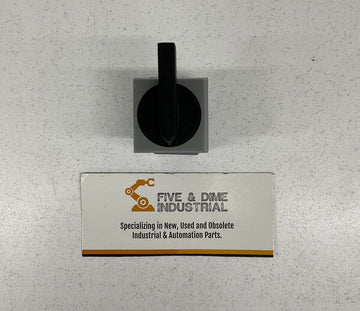 FIVE & DIME
INDUSTRIAL
Specializing in New, Used and Obsolete
Industrial & Automation Parts.